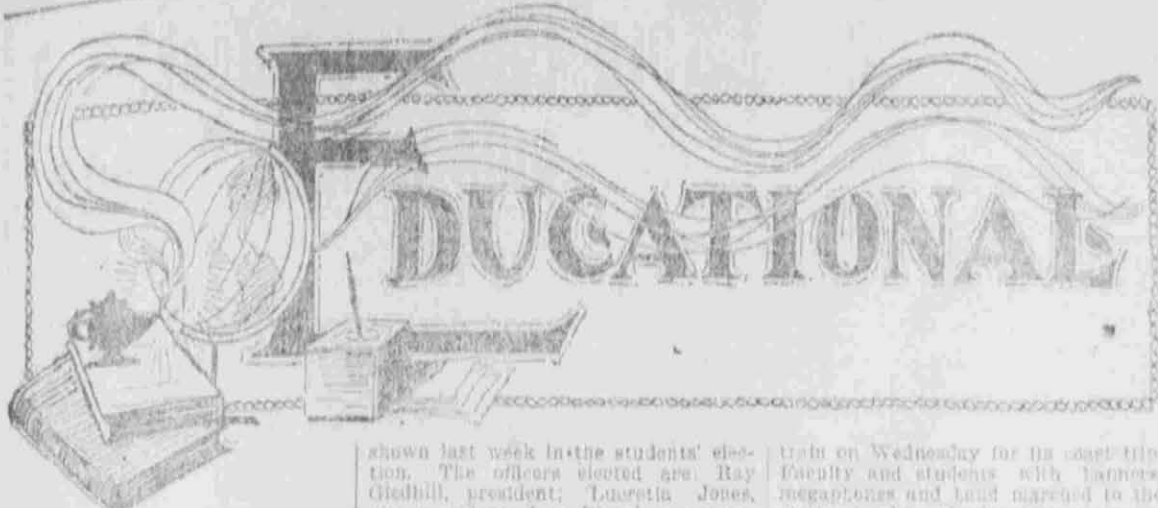 EDUCATIONAL
shown last week in the students' elec-
tion. The officers elected are: Ray
Gledhill, president; Lucretia Jones,
train on Wednesday for its coast trip
Faculty and students with banners
megaphones and band marched to the